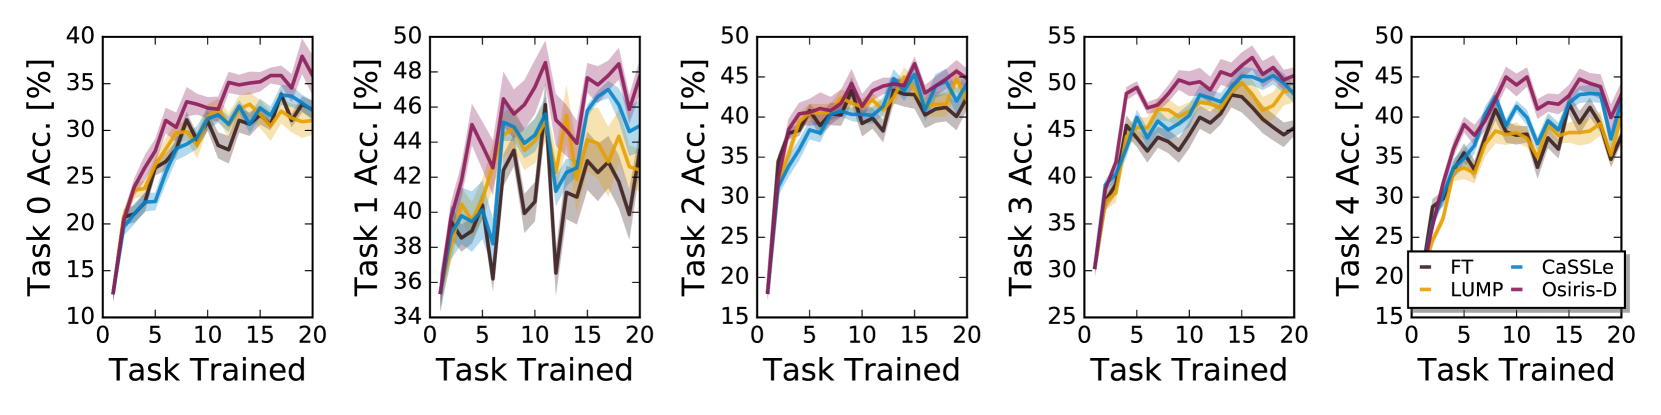 Task 0 Acc. [%]
40
35
30
25
20
15
10
0 5 10 15 20
Task Trained
Task 1 Acc. [%]
50
48
46
44
42
40
38
36
34
0 5 10 15 20
Task Trained
Task 2 Acc. [%]
50
45
40
35
30
25
20
15
0 5 10 15 20
Task Trained
Task 3 Acc. [%]
55
50
45
40
35
30
25
0 5 10 15 20
Task Trained
Task 4 Acc. [%]
50
45
40
35
30
25
20
15
FT CaSSLe
LUMP Osiris-D
0 5 10 15 20
Task Trained